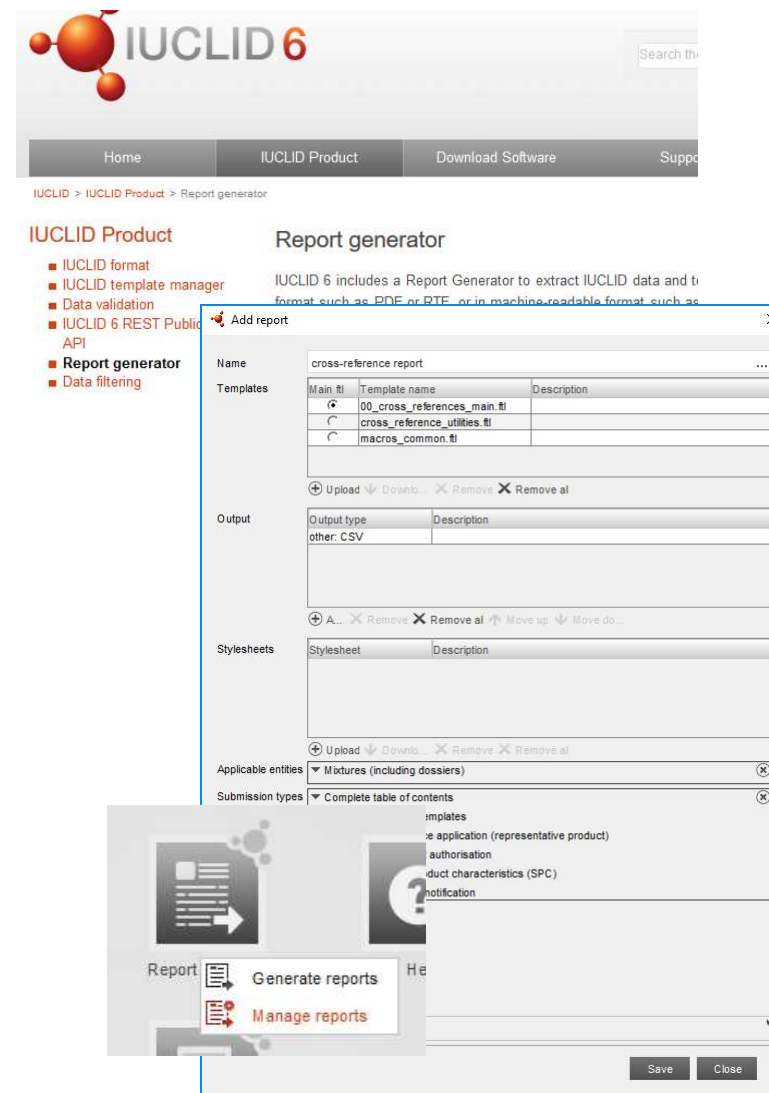 IUCLID 6
Search the
Home IUCLID Product Download Software Suppo
IUCLID > IUCLID Product > Report generator
IUCLID Product
IUCLID format
IUCLID template manager
Data validation
IUCLID 6 REST Public
API
Report generator
Data filtering
Report generator
IUCLID 6 includes a Report Generator to extract IUCLID data and t
format such as PDF or RTF, or in machine-readable format such as
Add report
Name cross-reference report ...
Templates
Main ftl Template name Description
00_cross_references_main.ftl
cross_reference_utilities.ftl
macros_common.ftl
Upload Downlo... Remove Remove al
Output
Output type Description
other: CSV
A... Remove Remove al Move up Move do...
Stylesheets
Stylesheet Description
Upload Downlo... Remove Remove al
Applicable entities Mixtures (including dossiers)
Submission types Complete table of contents
emplates
e application (representative product)
authorisation
duct characteristics (SPC)
notification
Report
He
Generate reports
Manage reports
Save Close